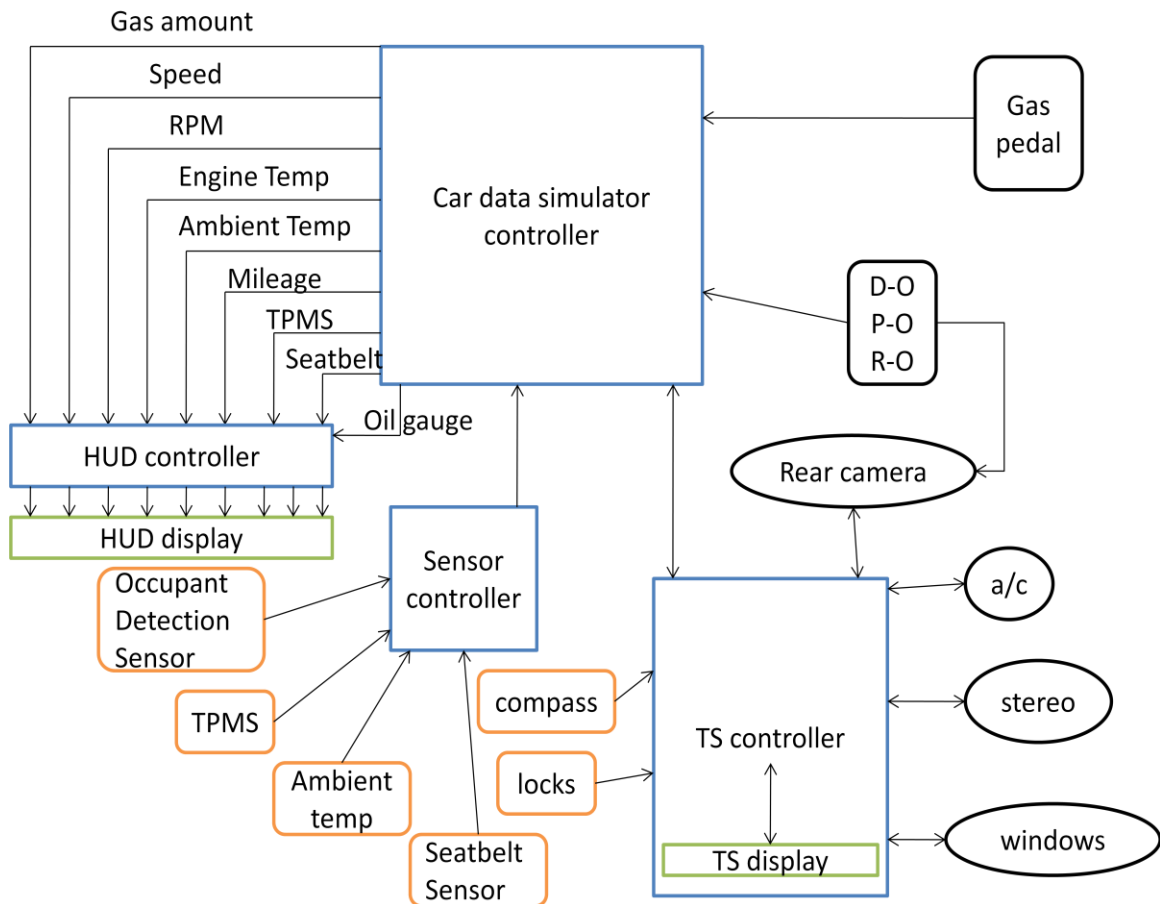 Gas amount
Speed
RPM
Engine Temp
Ambient Temp
Mileage
TPMS
Seatbelt
Oil gauge
Car data simulator
controller
Gas
pedal
D-O
P-O
R-O
Rear camera
HUD controller
HUD display
Sensor
controller
Occupant
Detection
Sensor
TPMS
Ambient
temp
Seatbelt
Sensor
compass
locks
TS controller
TS display
a/c
stereo
windows